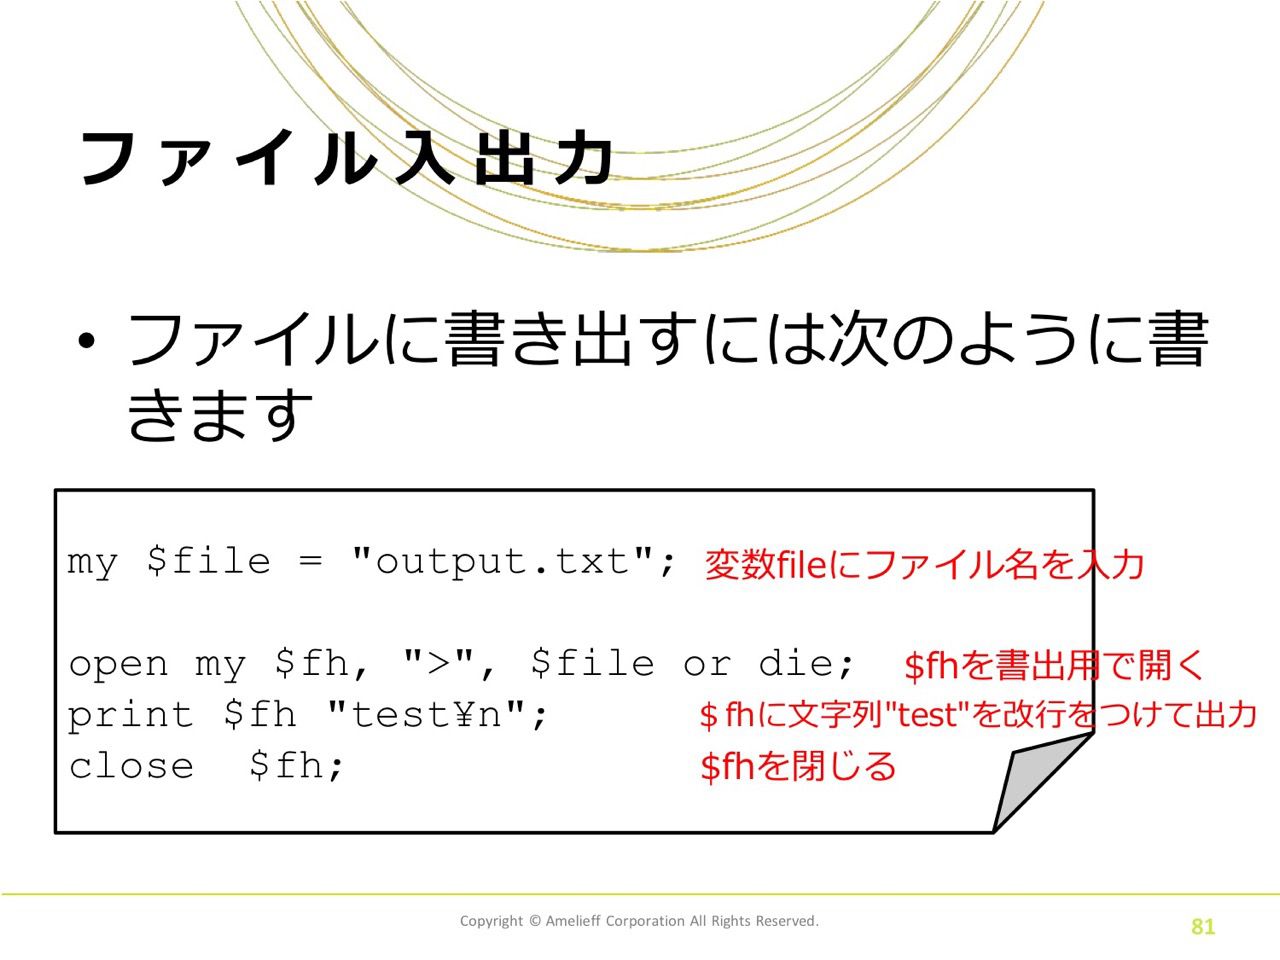 ファイル入出力
• ファイルに書き出すには次のように書
きます
my $file = "output.txt"; 変数fileにファイル名を入力
open my $fh, ">", $file or die; $fhを書出用で開く
print $fh "test¥n"; ＄fhに文字列"test"を改行をつけて出力
close  $fh; $fhを閉じる
Copyright © Amelieff Corporation All Rights Reserved.
81